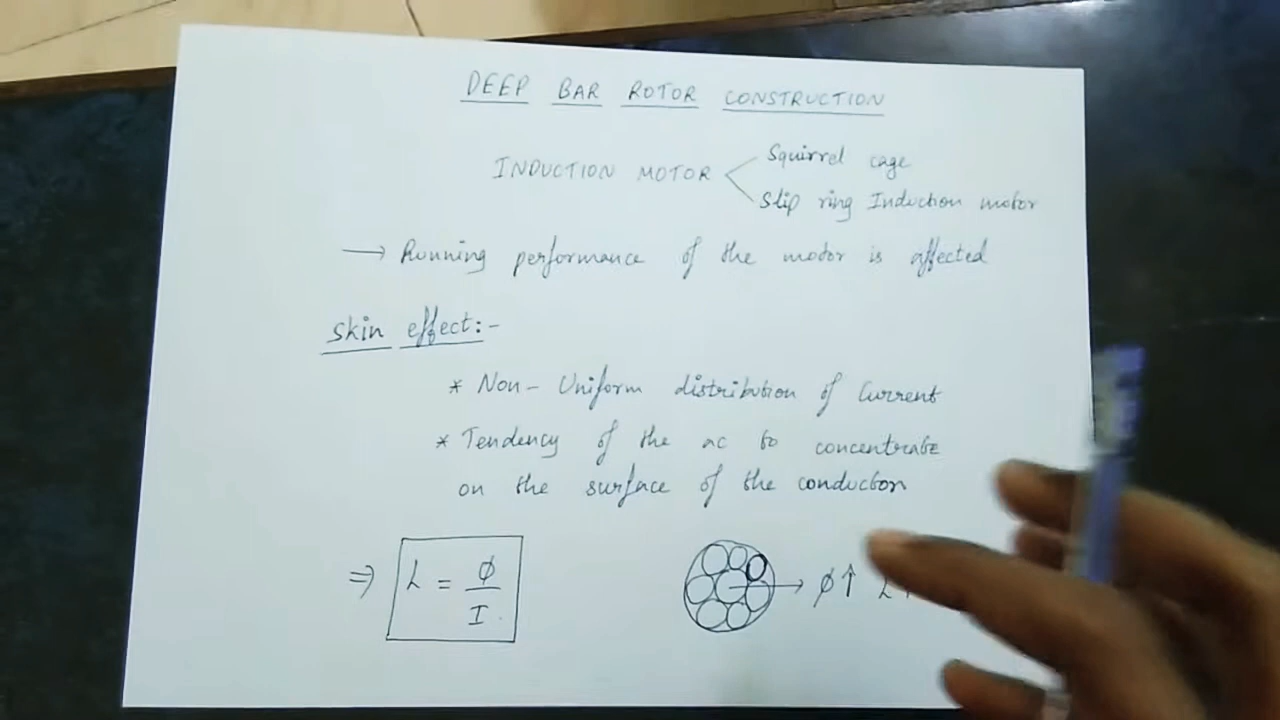 DEEP BAR ROTOR CONSTRUCTION
INDUCTION MOTOR
Squirrel cage
Slip ring Induction motor
→ Running performance of the motor is affected
Skin effect:-
* Non-Uniform distribution of Current
* Tendency of the ac to concentrate
on the surface of the conductor
⇒ L = φ / I
φ↑ L